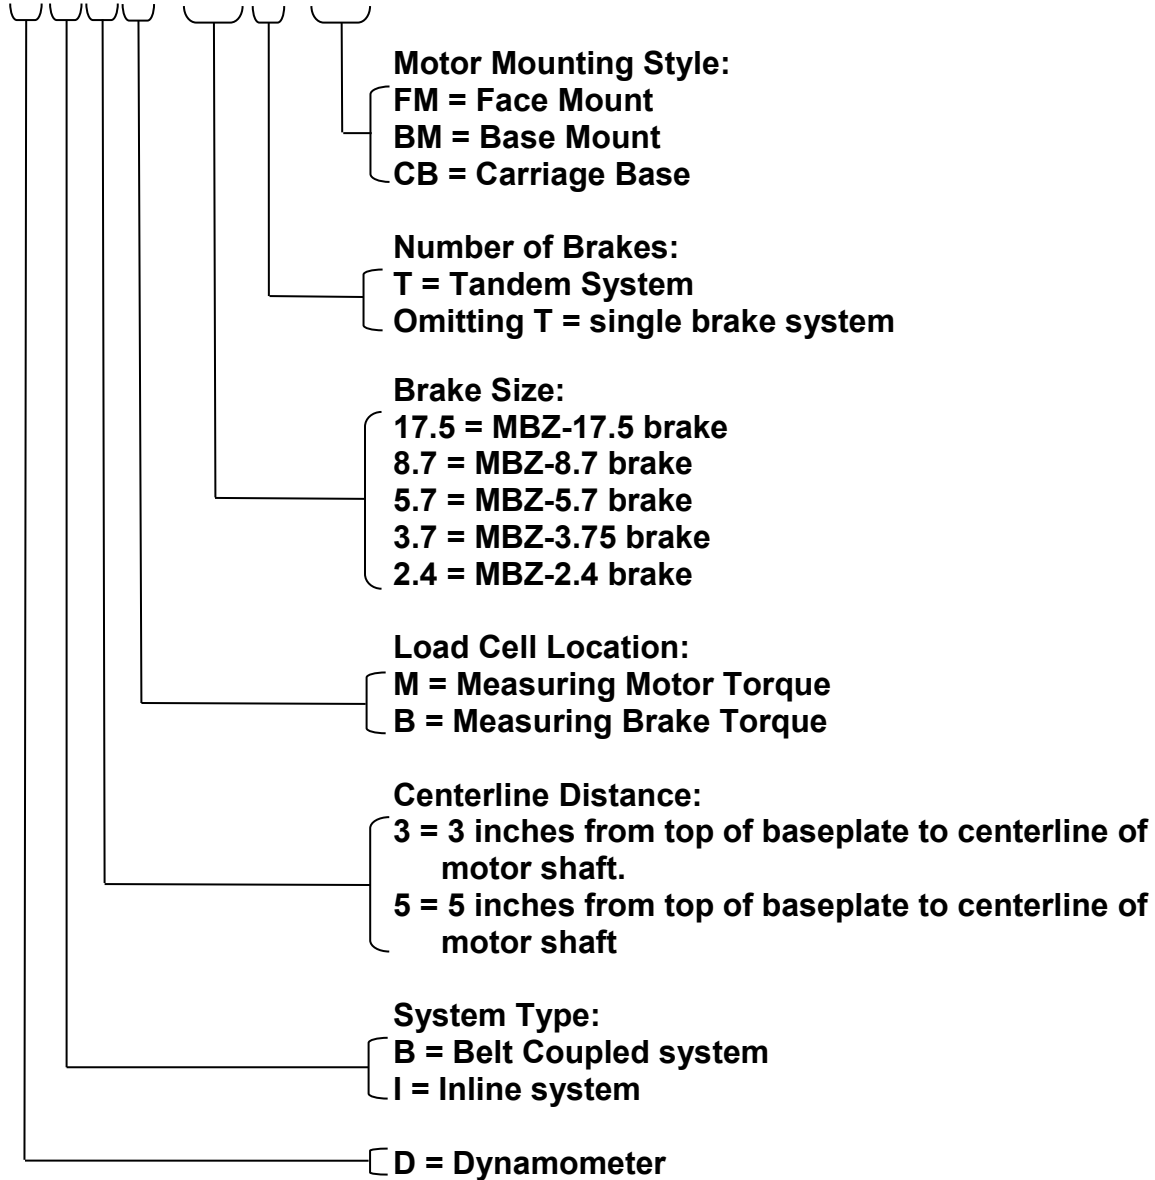 Motor Mounting Style:
FM = Face Mount
BM = Base Mount
CB = Carriage Base
Number of Brakes:
T = Tandem System
Omitting T = single brake system
Brake Size:
17.5 = MBZ-17.5 brake
8.7 = MBZ-8.7 brake
5.7 = MBZ-5.7 brake
3.7 = MBZ-3.75 brake
2.4 = MBZ-2.4 brake
Load Cell Location:
M = Measuring Motor Torque
B = Measuring Brake Torque
Centerline Distance:
3 = 3 inches from top of baseplate to centerline of
motor shaft.
5 = 5 inches from top of baseplate to centerline of
motor shaft
System Type:
B = Belt Coupled system
I = Inline system
D = Dynamometer